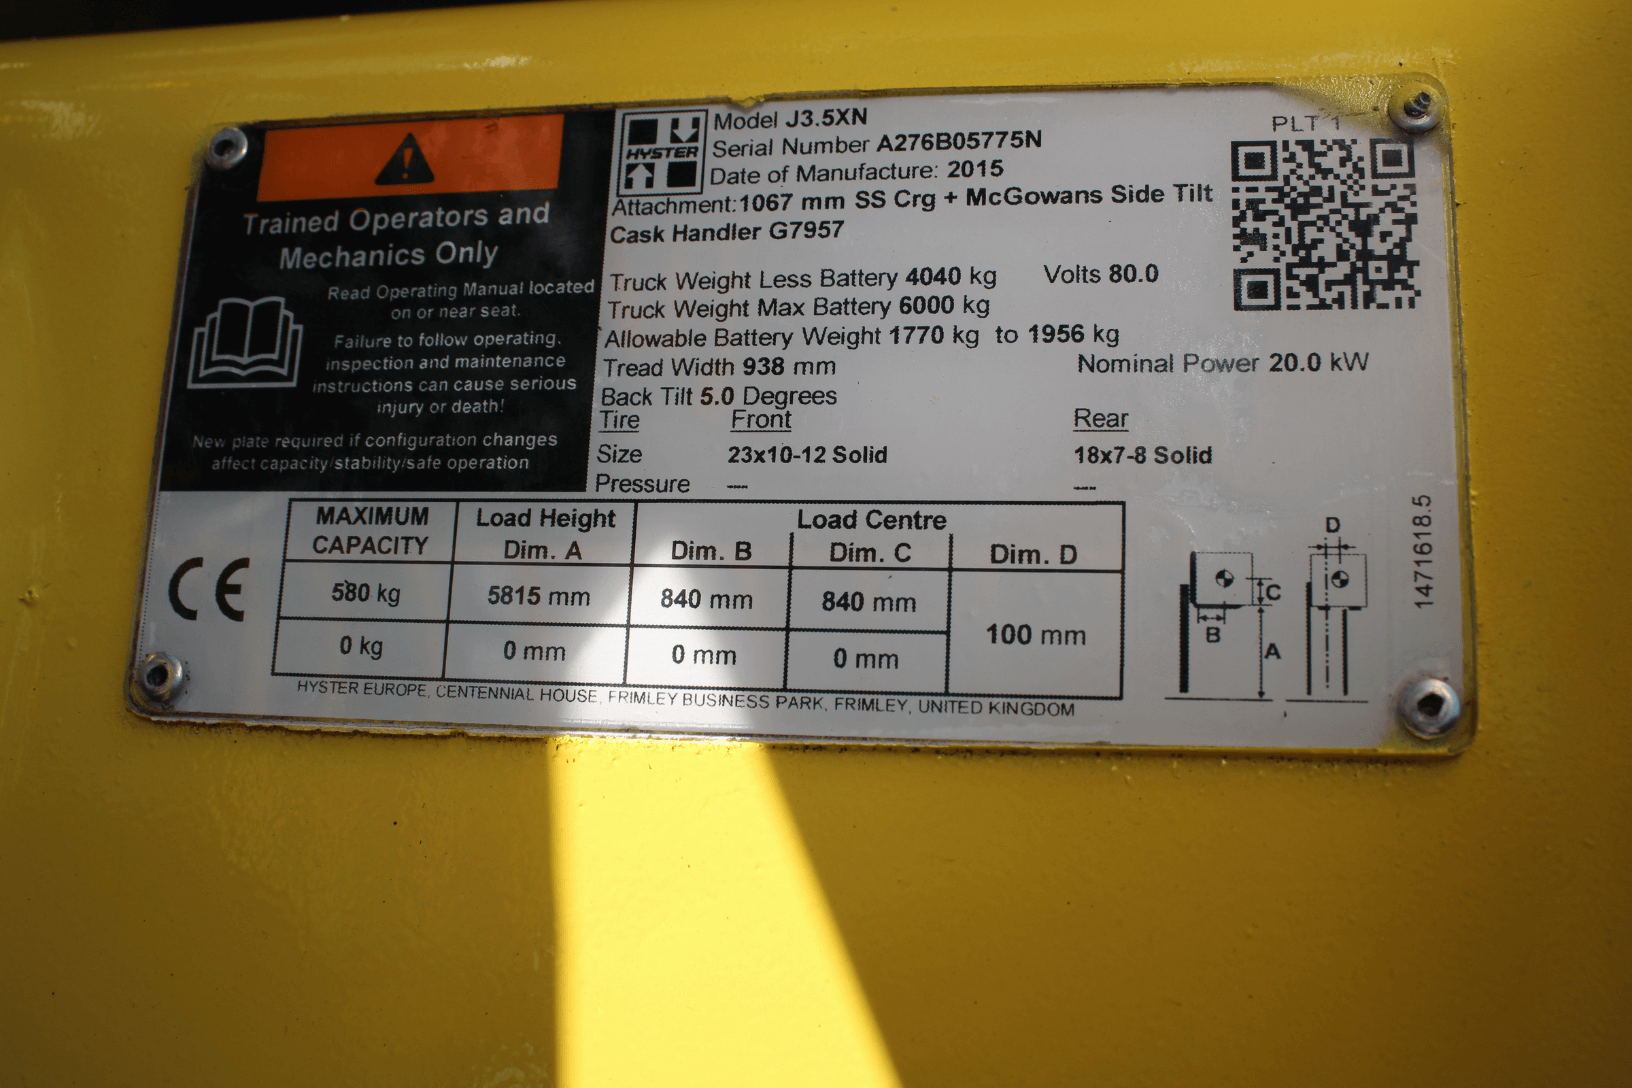 Trained Operators and
Mechanics Only
Read Operating Manual located
on or near seat.
Failure to follow operating,
inspection and maintenance
instructions can cause serious
injury or death!
New plate required if configuration changes
affect capacity/stability/safe operation
HYSTER
Model J3.5XN
Serial Number A276B05775N
Date of Manufacture: 2015
Attachment:1067 mm SS Crg + McGowans Side Tilt
Cask Handler G7957
PLT 1
Truck Weight Less Battery 4040 kg Volts 80.0
Truck Weight Max Battery 6000 kg
Allowable Battery Weight 1770 kg to 1956 kg
Tread Width 938 mm Nominal Power 20.0 kW
Back Tilt 5.0 Degrees
Tire Front Rear
Size 23x10-12 Solid 18x7-8 Solid
Pressure ---- ----
CE
MAXIMUM CAPACITY Load Height Dim. A Load Centre
Dim. B Dim. C Dim. D
580 kg 5815 mm 840 mm 840 mm 100 mm
0 kg 0 mm 0 mm 0 mm
HYSTER EUROPE, CENTENNIAL HOUSE, FRIMLEY BUSINESS PARK, FRIMLEY, UNITED KINGDOM
D
C
B
A
1471618.5